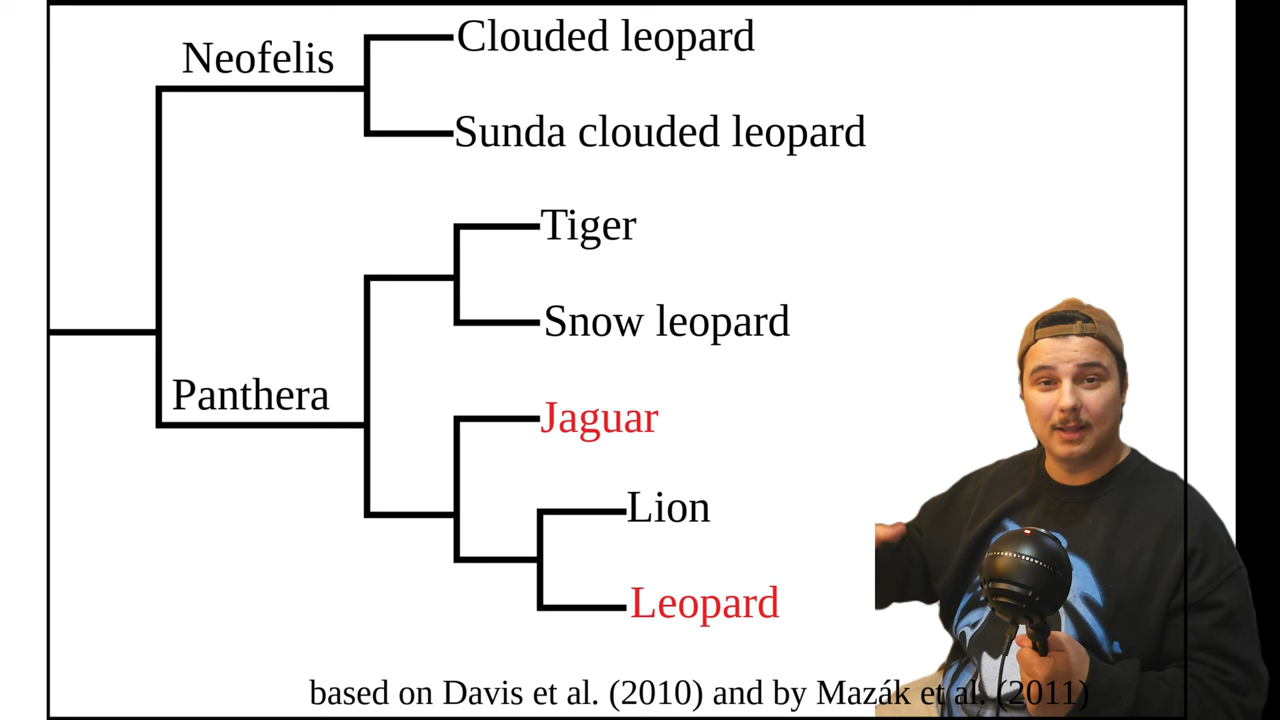 Neofelis
Clouded leopard
Sunda clouded leopard
Tiger
Snow leopard
Panthera
Jaguar
Lion
Leopard
based on Davis et al. (2010) and by Mazák et al. (2011)